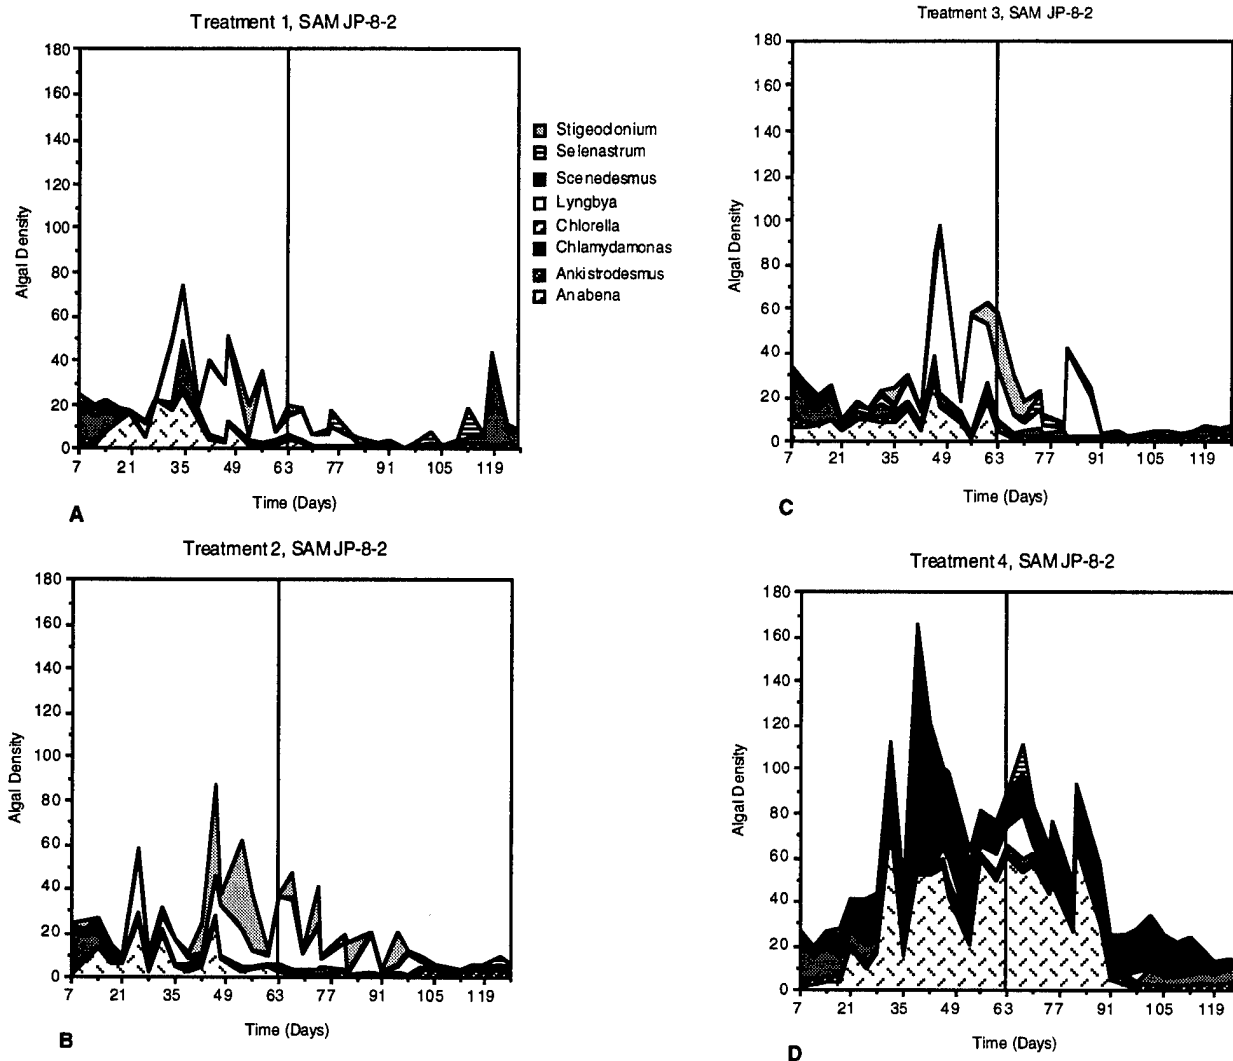 Treatment 1, SAM JP-8-2
180
160
140
120
100
80
60
40
20
0
Algal Density
7 21 35 49 63 77 91 105 119
Time (Days)
A
Stigeodonium
Selenastrum
Scenedesmus
Lyngbya
Chlorella
Chlamydamonas
Ankistrodesmus
Anabena
Treatment 3, SAM JP-8-2
180
160
140
120
100
80
60
40
20
0
Algal Density
7 21 35 49 63 77 91 105 119
Time (Days)
C
Treatment 2, SAM JP-8-2
180
160
140
120
100
80
60
40
20
0
Algal Density
7 21 35 49 63 77 91 105 119
Time (Days)
B
Treatment 4, SAM JP-8-2
180
160
140
120
100
80
60
40
20
0
Algal Density
7 21 35 49 63 77 91 105 119
Time (Days)
D